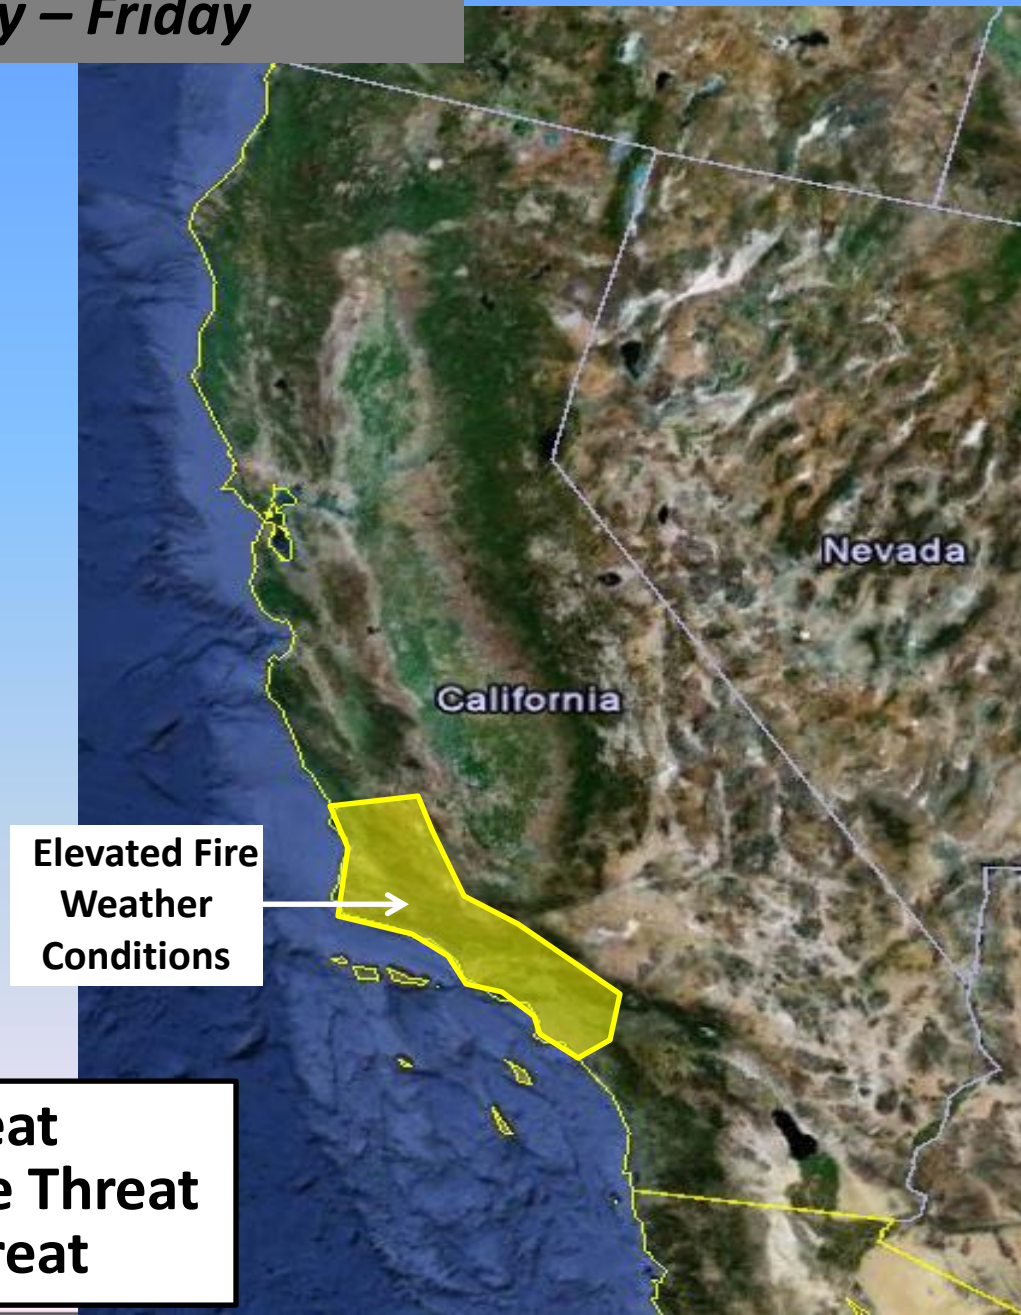 y – Friday
Nevada
California
Elevated Fire
Weather
Conditions
eat
e Threat
reat